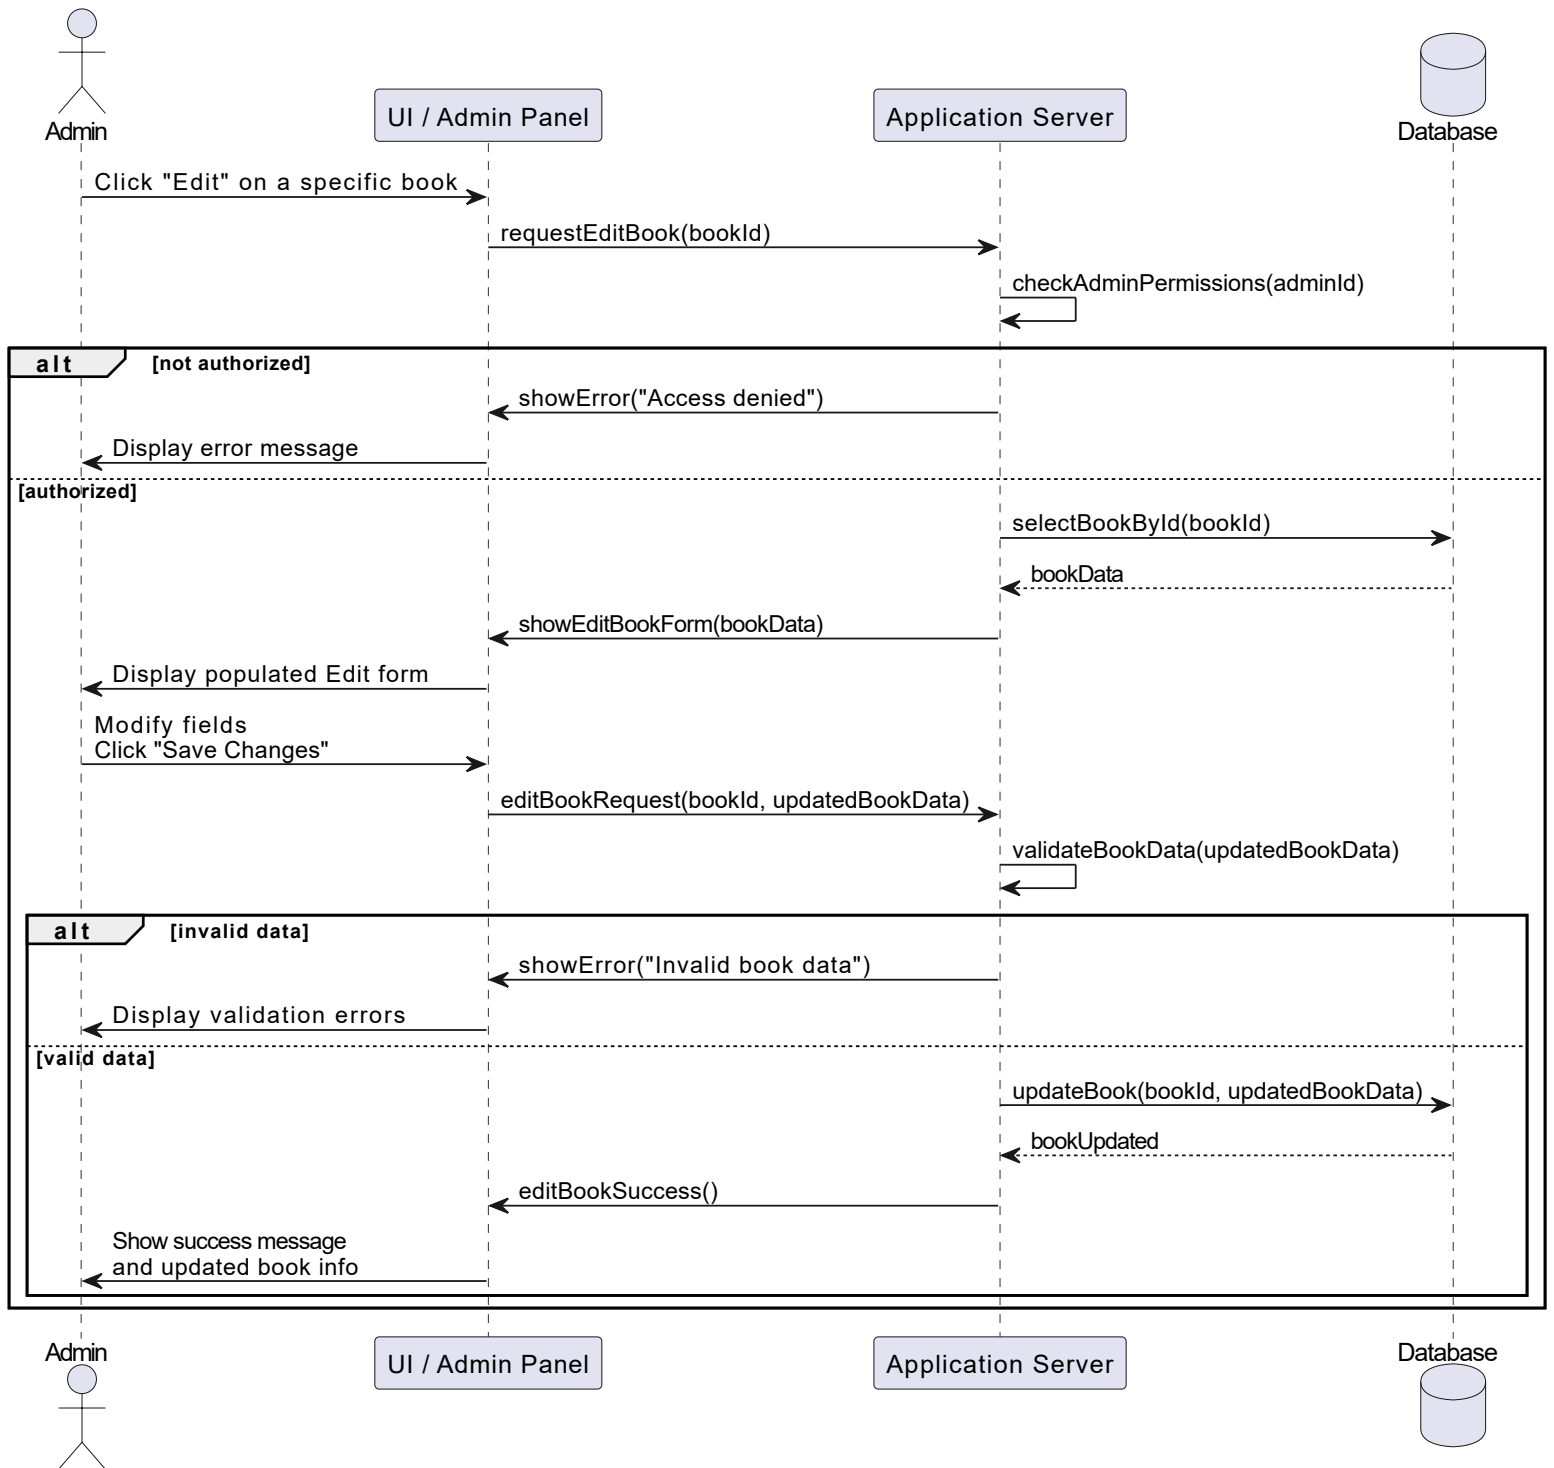 Admin
UI / Admin Panel
Application Server
Database
Click "Edit" on a specific book
requestEditBook(bookId)
checkAdminPermissions(adminId)
alt
[not authorized]
showError("Access denied")
Display error message
[authorized]
selectBookById(bookId)
bookData
showEditBookForm(bookData)
Display populated Edit form
Modify fields
Click "Save Changes"
editBookRequest(bookId, updatedBookData)
validateBookData(updatedBookData)
alt
[invalid data]
showError("Invalid book data")
Display validation errors
[valid data]
updateBook(bookId, updatedBookData)
bookUpdated
editBookSuccess()
Show success message
and updated book info
Admin
UI / Admin Panel
Application Server
Database